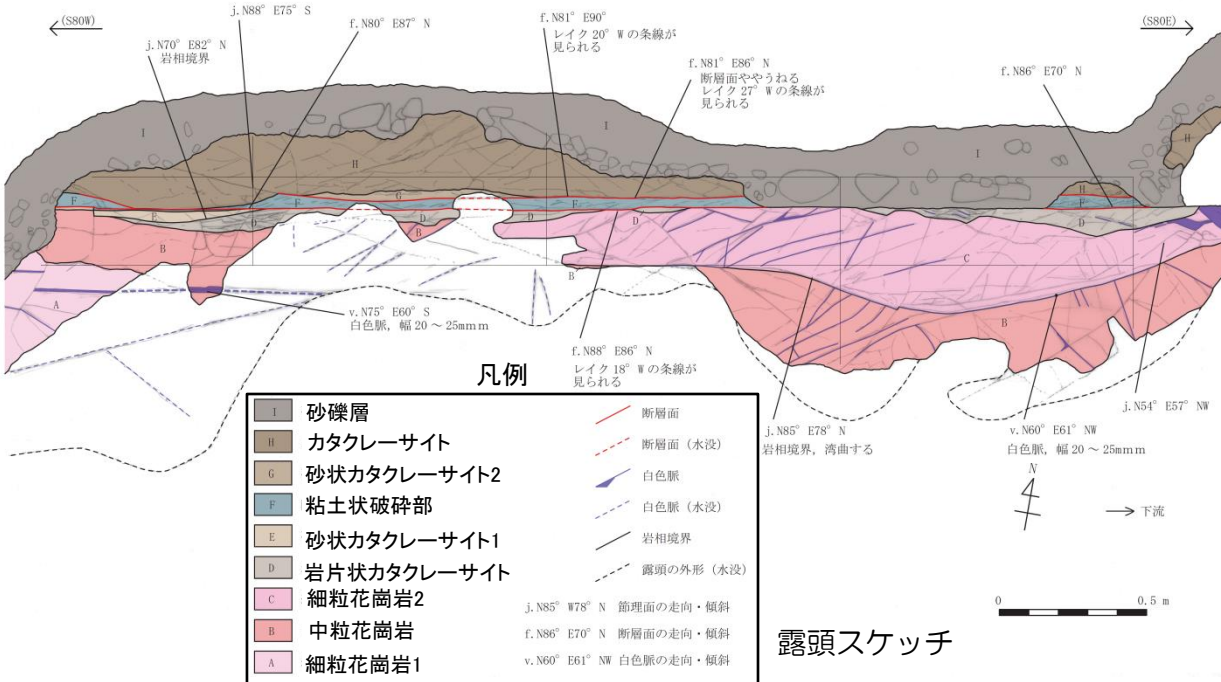 (S80W)
j.N88° E75° S
f.N80° E87° N
j.N70° E82° N
岩相境界
f.N81° E90°
レイク 20° W の条線が
見られる
f.N81° E86° N
断層面ややうねる
レイク 27° W の条線が
見られる
(S80E)
f.N86° E70° N
I
I
I
H
H
H
G
F
F
F
F
E
D
D
D
D
D
B
B
B
B
C
A
v.N75° E60° S
白色脈，幅 20 ～ 25mmm
f.N88° E86° N
レイク 18° W の条線が
見られる
j.N85° E78° N
岩相境界，湾曲する
v.N60° E61° NW
白色脈，幅 20 ～ 25mmm
j.N54° E57° NW
N
下流
0
0.5 m
露頭スケッチ
凡例
I 砂礫層
H カタクレーサイト
G 砂状カタクレーサイト2
F 粘土状破砕部
E 砂状カタクレーサイト1
D 岩片状カタクレーサイト
C 細粒花崗岩2
B 中粒花崗岩
A 細粒花崗岩1
断層面
断層面（水没）
白色脈
白色脈（水没）
岩相境界
露頭の外形（水没）
j.N85° W78° N 節理面の走向・傾斜
f.N86° E70° N 断層面の走向・傾斜
v.N60° E61° NW 白色脈の走向・傾斜